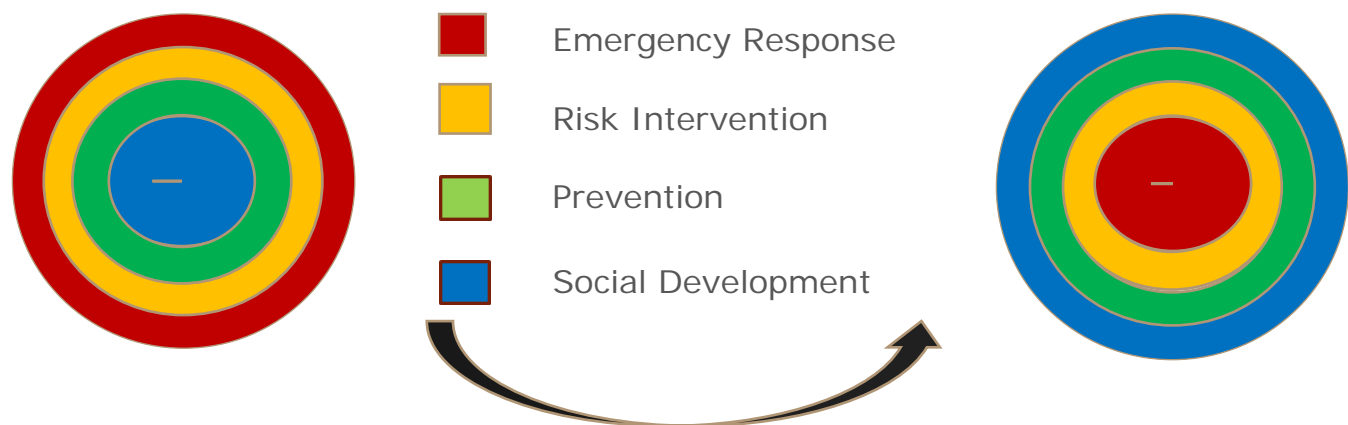 Emergency Response
Risk Intervention
Prevention
Social Development